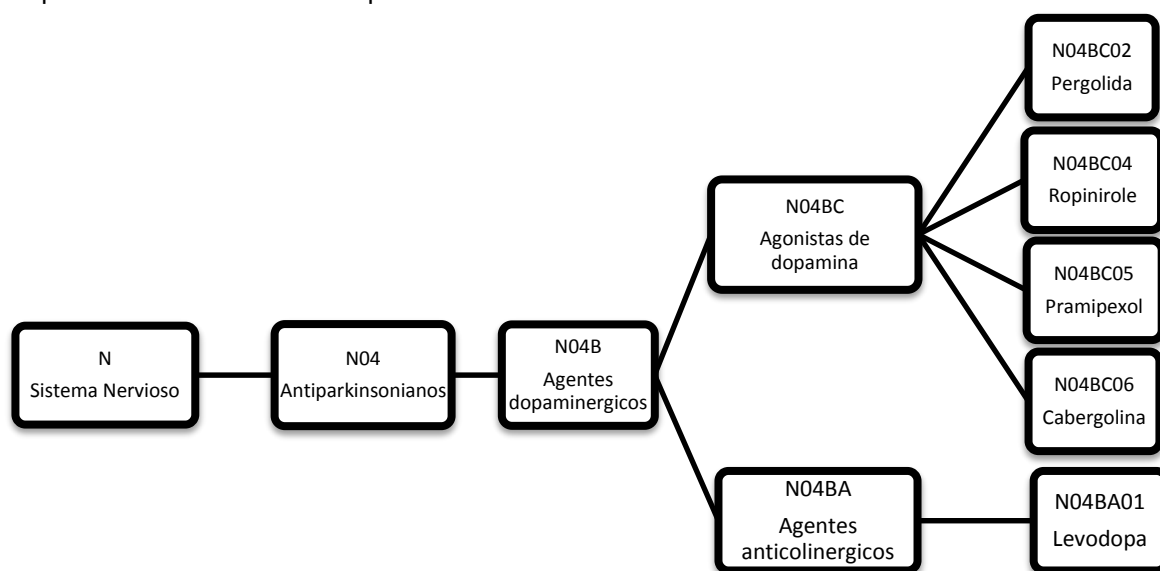 N04BC02
Pergolida
N04BC04
Ropinirole
N04BC
Agonistas de
dopamina
N04BC05
Pramipexol
N
Sistema Nervioso
N04
Antiparkinsonianos
N04B
Agentes
dopaminergicos
N04BC06
Cabergolina
N04BA
Agentes
anticolinergicos
N04BA01
Levodopa